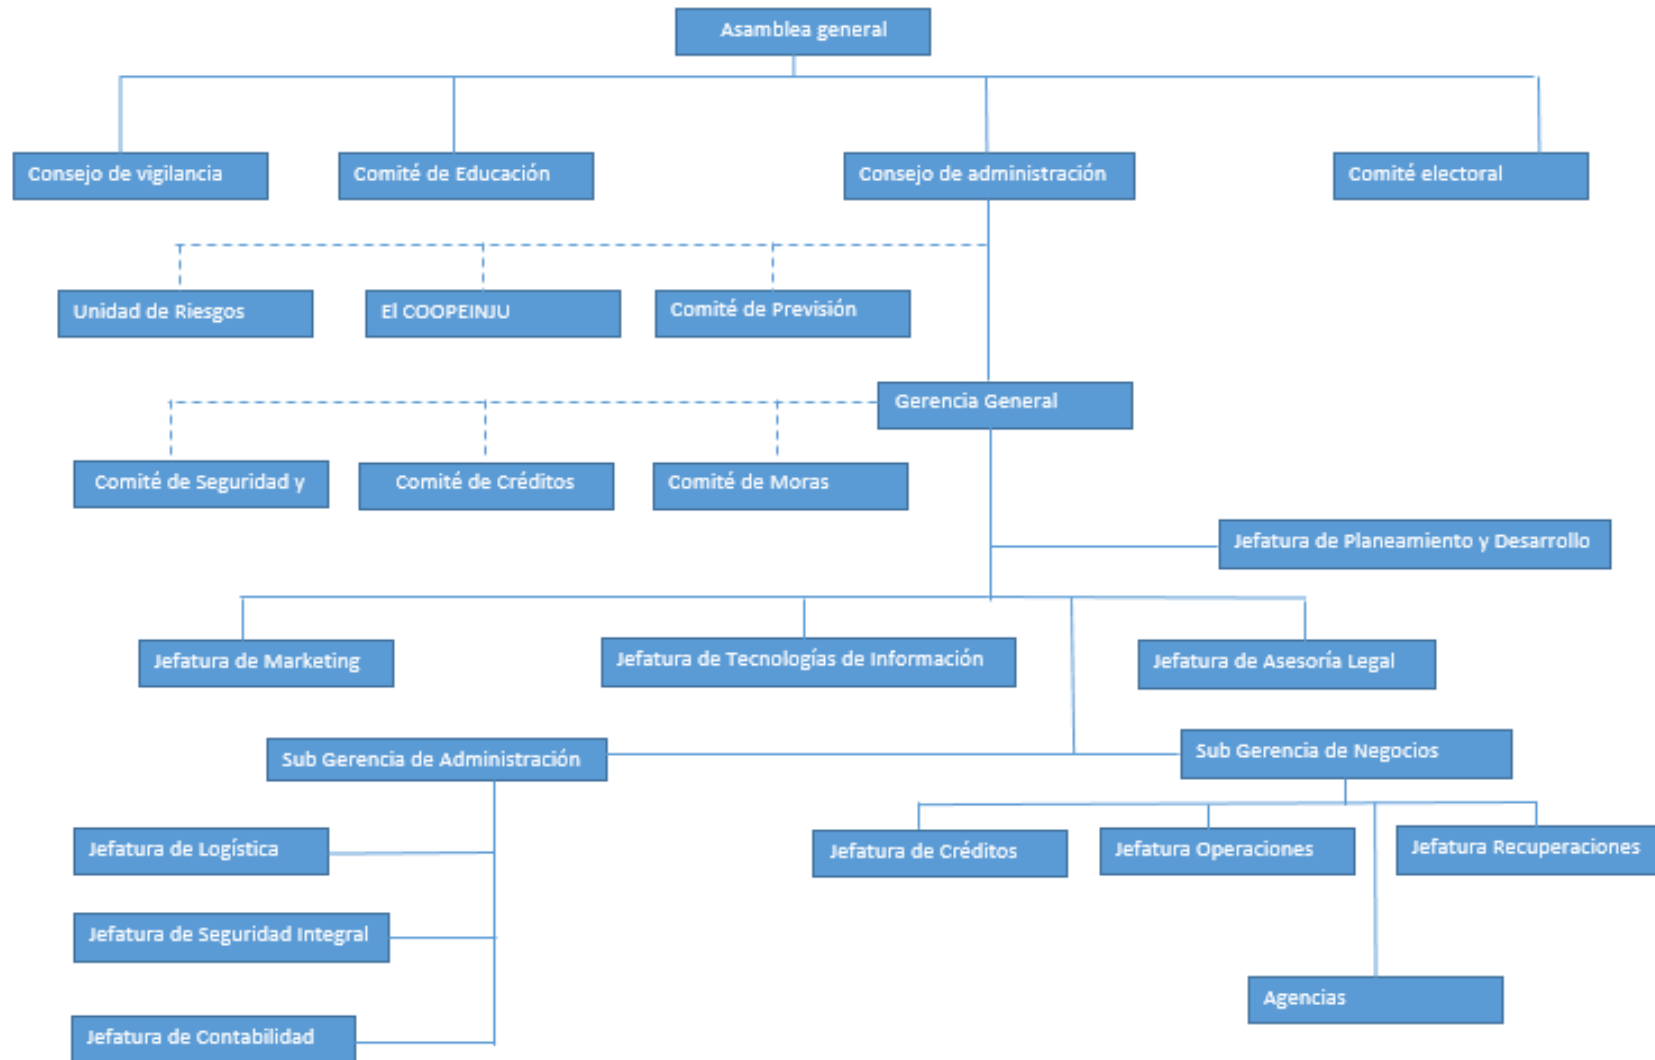 Asamblea general
Consejo de vigilancia
Comité de Educación
Consejo de administración
Comité electoral
Unidad de Riesgos
El COOPEINJU
Comité de Previsión
Gerencia General
Comité de Seguridad y
Comité de Créditos
Comité de Moras
Jefatura de Planeamiento y Desarrollo
Jefatura de Marketing
Jefatura de Tecnologías de Información
Jefatura de Asesoría Legal
Sub Gerencia de Administración
Sub Gerencia de Negocios
Jefatura de Logística
Jefatura de Créditos
Jefatura Operaciones
Jefatura Recuperaciones
Jefatura de Seguridad Integral
Agencias
Jefatura de Contabilidad